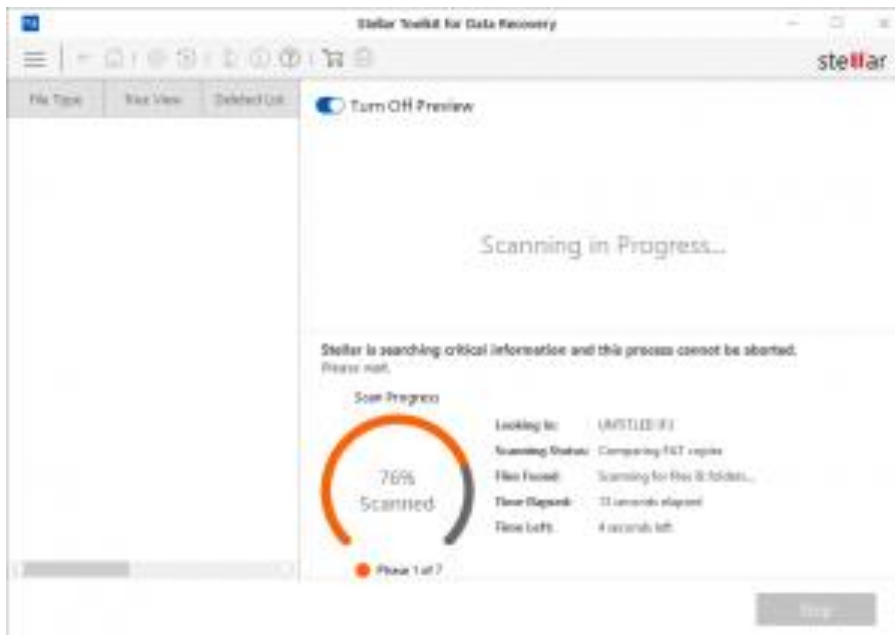 Stellar Toolkit for Data Recovery
stellar
File Type Tree View Deleted List
Turn Off Preview
Scanning in Progress...
Stellar is searching critical information and this process cannot be aborted.
Please wait.
Scan Progress
76%
Scanned
Looking In: UNTITLED
Scanning Status: Comparing FAT copies
Files Found: Scanning for files & folders...
Time Elapsed: seconds elapsed
Time Left: 4 seconds left
Phase 1 of 7
Stop